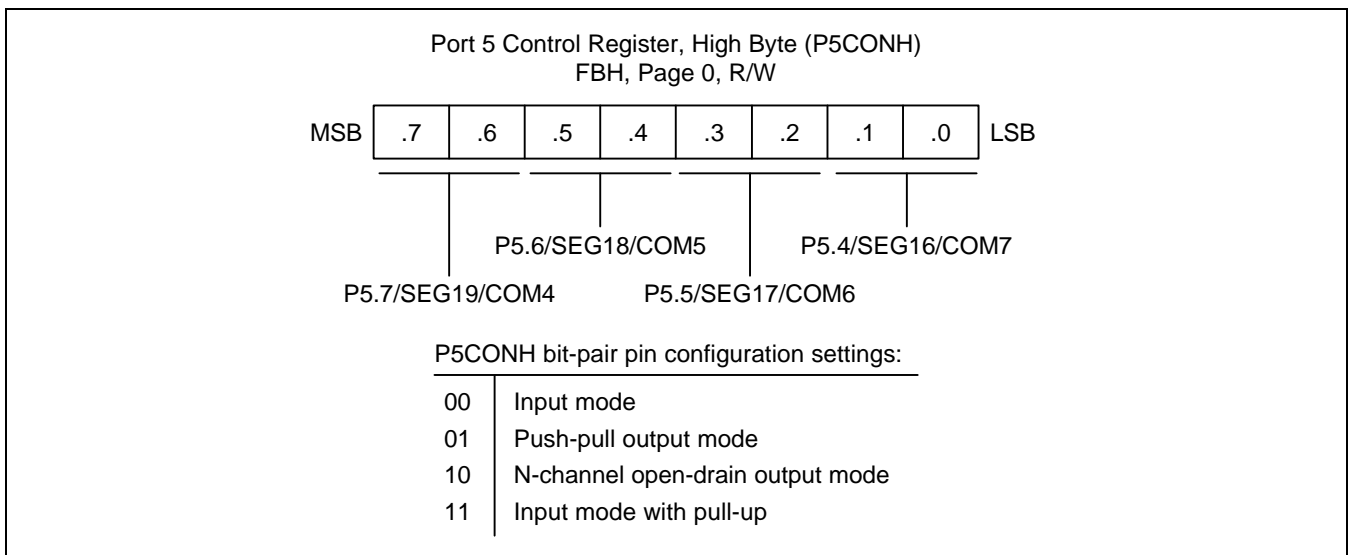 Port 5 Control Register, High Byte (P5CONH)
FBH, Page 0, R/W
MSB .7 .6 .5 .4 .3 .2 .1 .0 LSB
P5.6/SEG18/COM5 P5.4/SEG16/COM7
P5.7/SEG19/COM4 P5.5/SEG17/COM6
P5CONH bit-pair pin configuration settings:
00 Input mode
01 Push-pull output mode
10 N-channel open-drain output mode
11 Input mode with pull-up